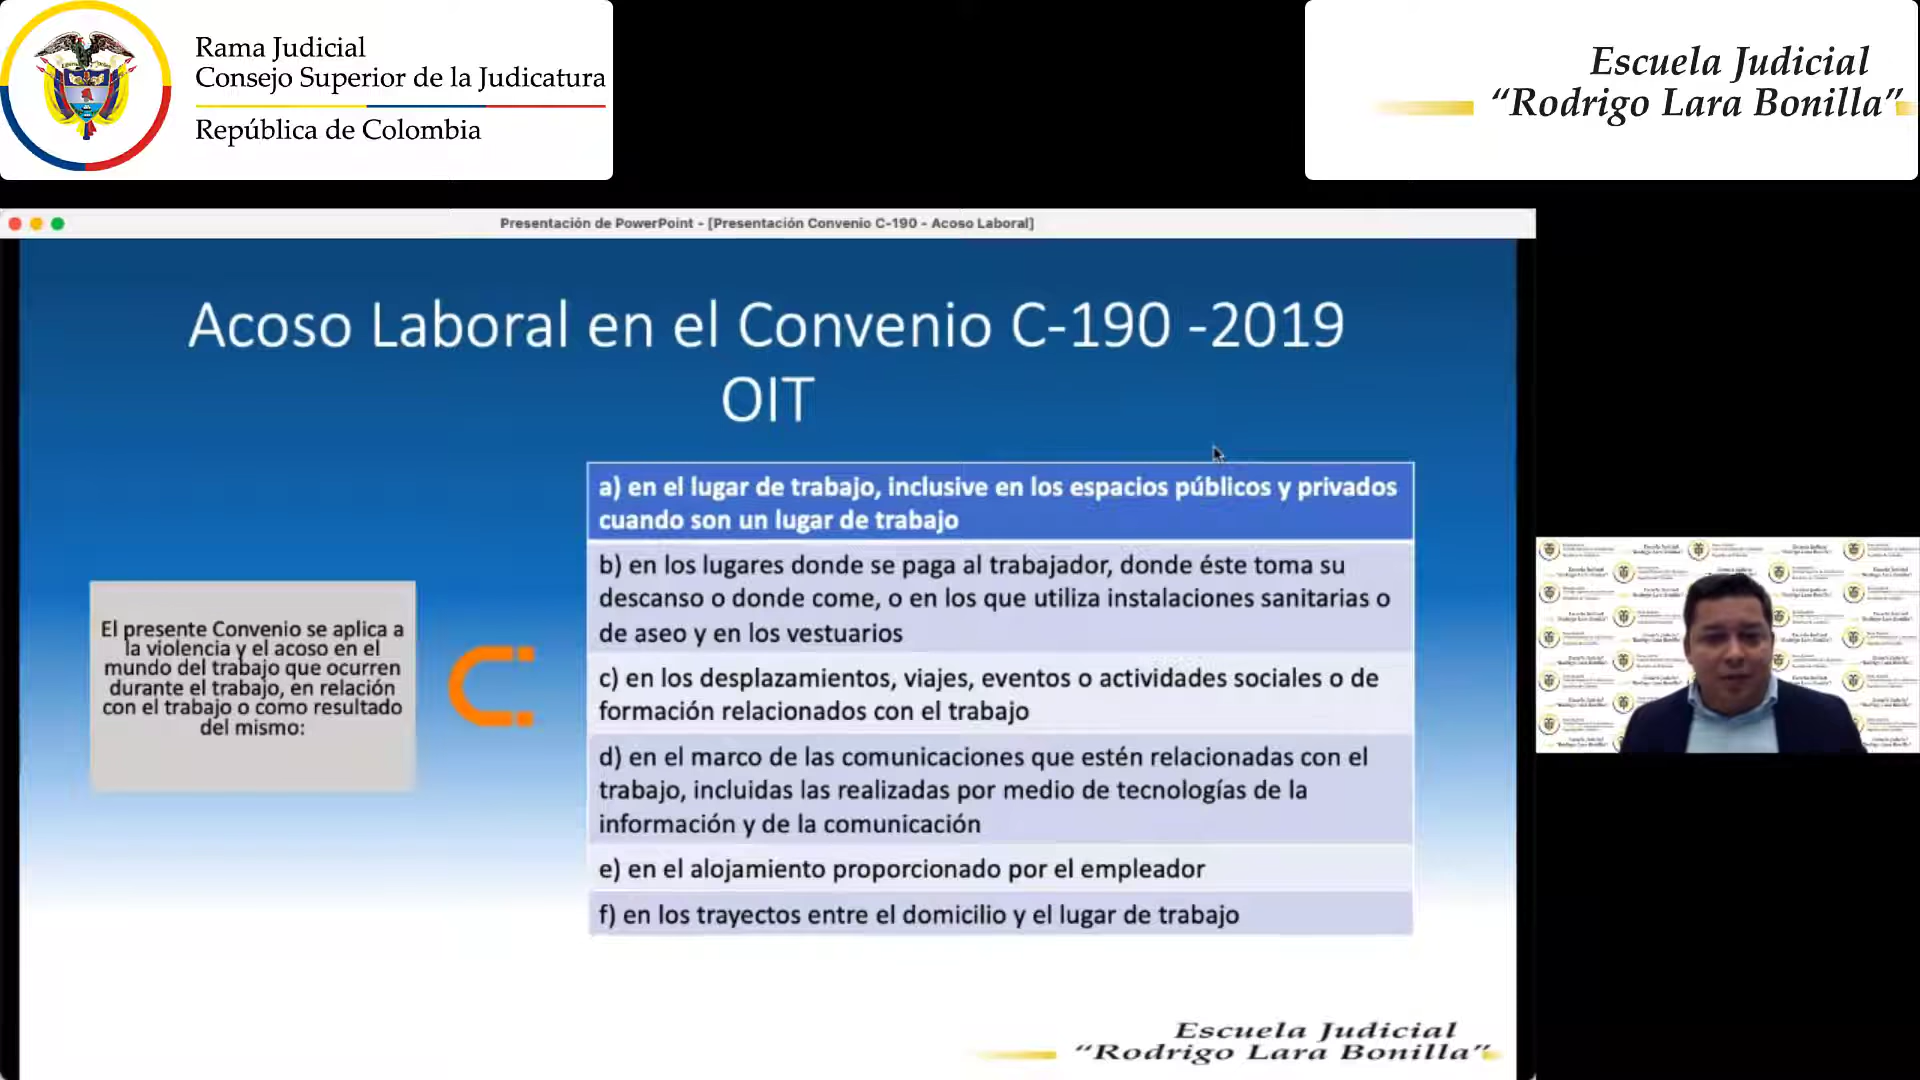 Rama Judicial
Consejo Superior de la Judicatura
República de Colombia
Escuela Judicial
“Rodrigo Lara Bonilla”
Presentación de PowerPoint - [Presentación Convenio C-190 - Acoso Laboral]
Acoso Laboral en el Convenio C-190 -2019
OIT
El presente Convenio se aplica a
la violencia y el acoso en el
mundo del trabajo que ocurren
durante el trabajo, en relación
con el trabajo o como resultado
del mismo:
a) en el lugar de trabajo, inclusive en los espacios públicos y privados
cuando son un lugar de trabajo
b) en los lugares donde se paga al trabajador, donde éste toma su
descanso o donde come, o en los que utiliza instalaciones sanitarias o
de aseo y en los vestuarios
c) en los desplazamientos, viajes, eventos o actividades sociales o de
formación relacionados con el trabajo
d) en el marco de las comunicaciones que estén relacionadas con el
trabajo, incluidas las realizadas por medio de tecnologías de la
información y de la comunicación
e) en el alojamiento proporcionado por el empleador
f) en los trayectos entre el domicilio y el lugar de trabajo
Escuela Judicial
“Rodrigo Lara Bonilla”